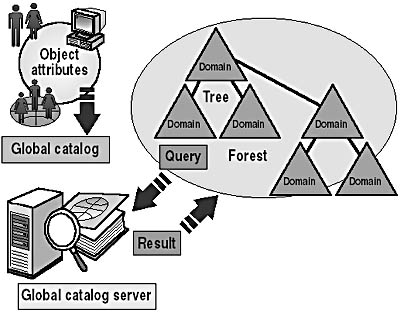 Object
attributes
Global catalog
Domain
Tree
Domain
Domain
Domain
Query
Forest
Domain
Domain
Result
Global catalog server